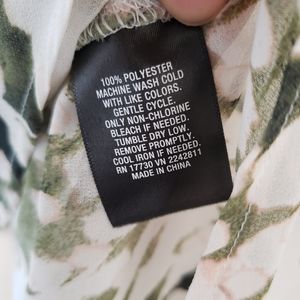 100% POLYESTER
MACHINE WASH COLD
WITH LIKE COLORS.
GENTLE CYCLE.
ONLY NON-CHLORINE
BLEACH IF NEEDED.
TUMBLE DRY LOW.
REMOVE PROMPTLY.
COOL IRON IF NEEDED.
RN 17730 VN 2242811
MADE IN CHINA